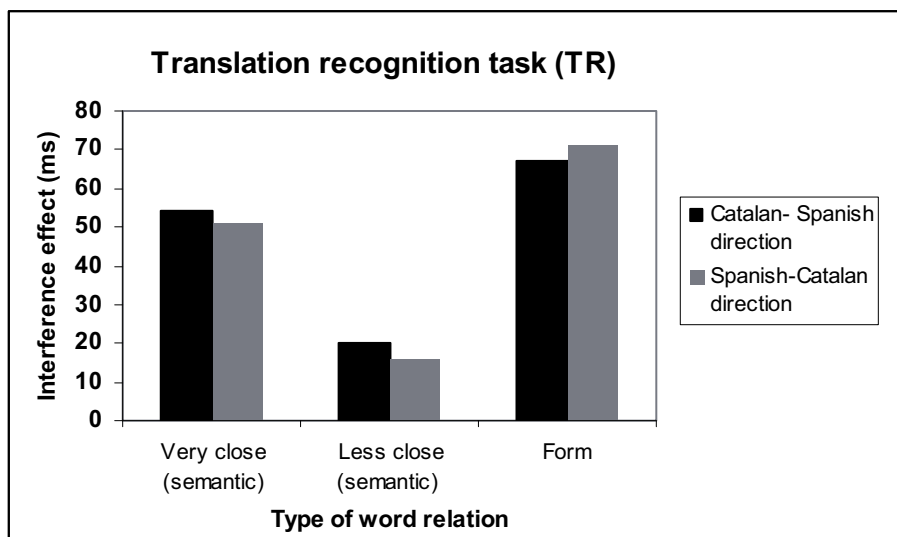 Translation recognition task (TR)
Interference effect (ms)
80
70
60
50
40
30
20
10
0
Very close
(semantic)
Less close
(semantic)
Form
Type of word relation
Catalan- Spanish
direction
Spanish-Catalan
direction